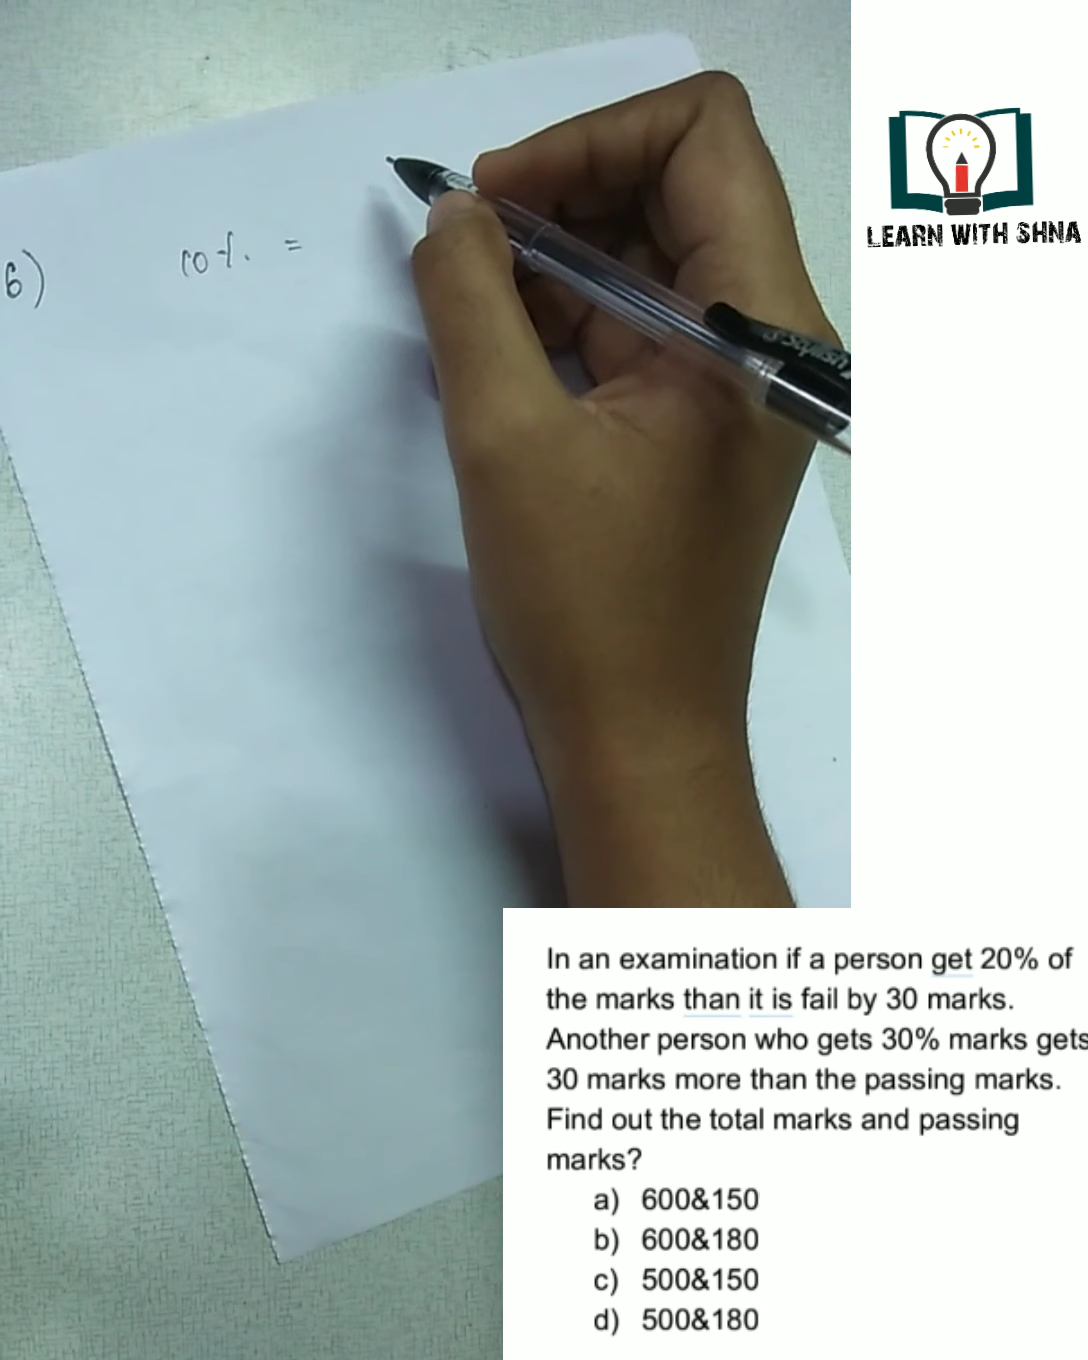 LEARN WITH SHNA
6) 10%. =
In an examination if a person get 20% of
the marks than it is fail by 30 marks.
Another person who gets 30% marks gets
30 marks more than the passing marks.
Find out the total marks and passing
marks?
a) 600&150
b) 600&180
c) 500&150
d) 500&180